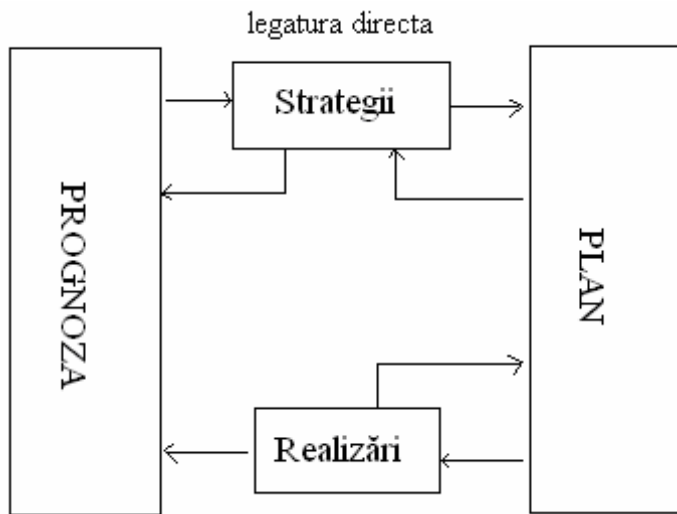 legatura directa
Strategii
PROGNOZA
PLAN
Realizări